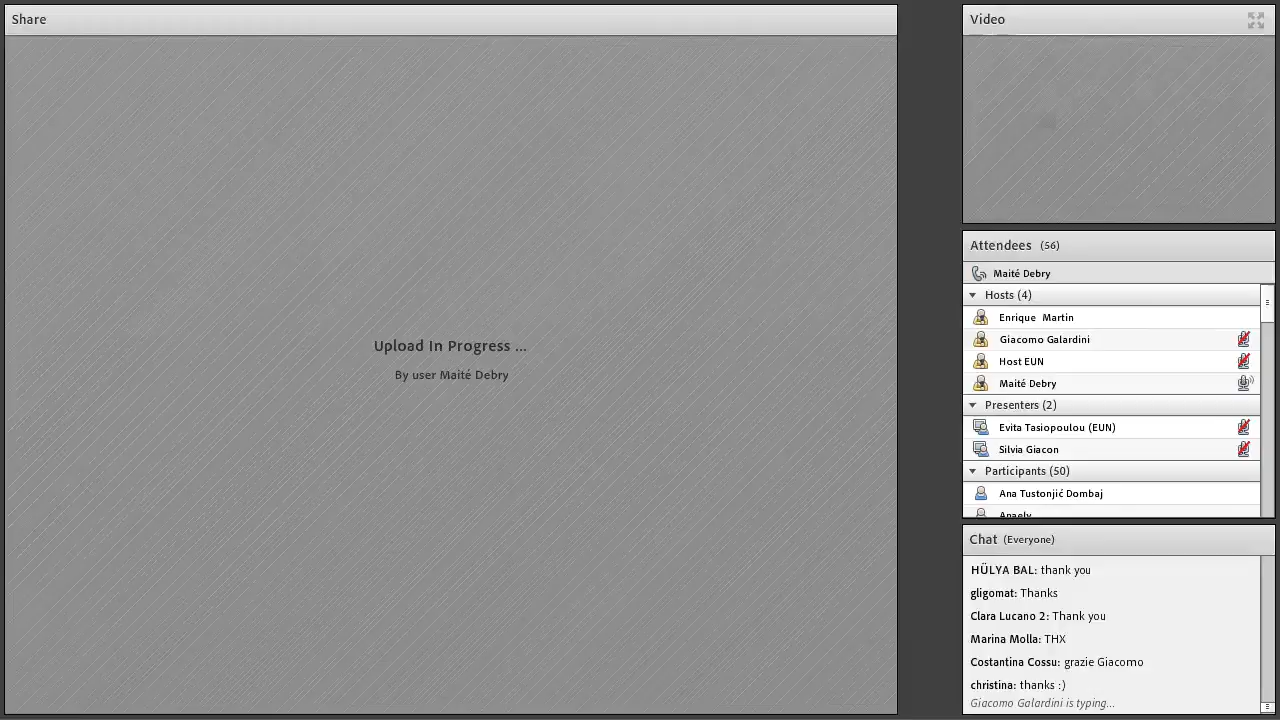 Share
Upload In Progress ...
By user Maité Debry
Video
Attendees (56)
Maité Debry
Hosts (4)
Enrique Martin
Giacomo Galardini
Host EUN
Maité Debry
Presenters (2)
Evita Tasiopoulou (EUN)
Silvia Giacon
Participants (50)
Ana Tustonjić Dombaj
Anaely
Chat (Everyone)
HÜLYA BAL: thank you
gligomat: Thanks
Clara Lucano 2: Thank you
Marina Molla: THX
Costantina Cossu: grazie Giacomo
christina: thanks :)
Giacomo Galardini is typing...